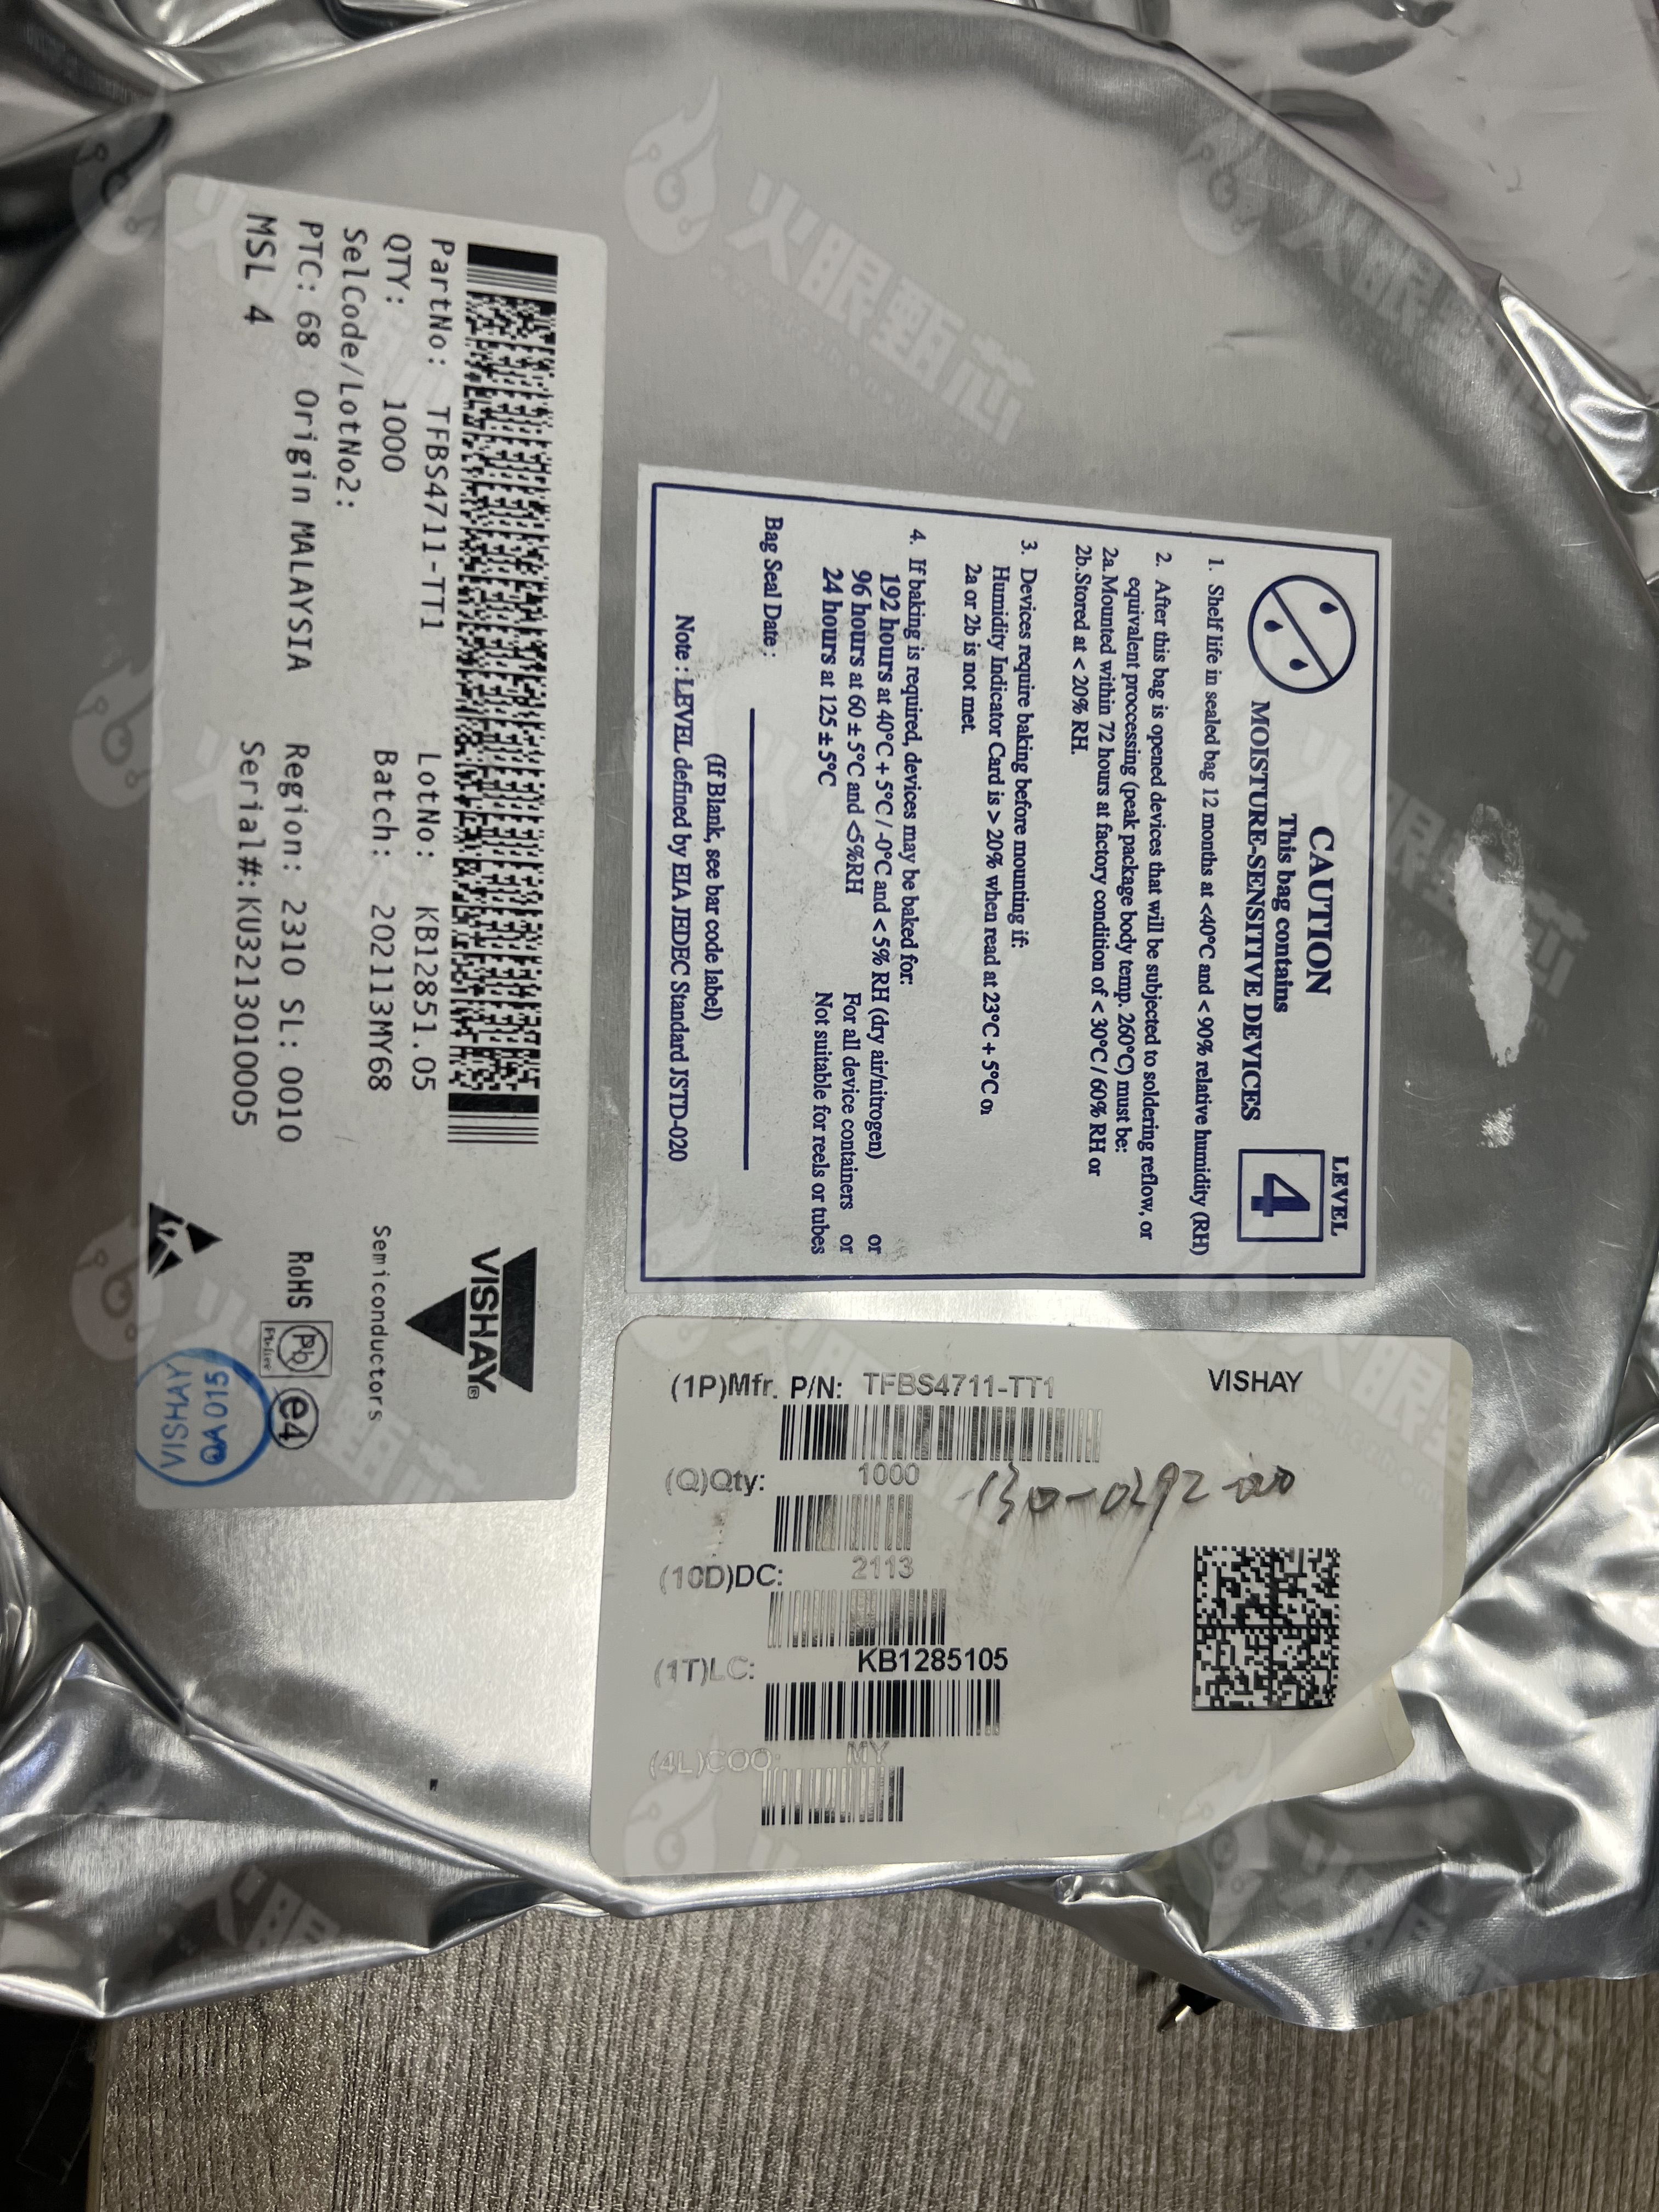 PartNo: TFBS4711-TT1
LotNo: KB12851.05
QTY: 1000
Batch: 202113MY68
SelCode/LotNo2:
PTC: 68 Origin MALAYSIA
Region: 2310 SL: 0010
MSL 4
Serial#:KU3213010005
VISHAY®
Semiconductors
RoHS
Pb
Pb-free
e4
QA 015
VISHAY
CAUTION
This bag contains
MOISTURE-SENSITIVE DEVICES
LEVEL
4
1. Shelf life in sealed bag 12 months at <40°C and < 90% relative humidity (RH)
2. After this bag is opened devices that will be subjected to soldering reflow, or
equivalent proccessing (peak package body temp. 260°C) must be:
2a.Mounted within 72 hours at factory condition of < 30°C / 60% RH or
2b.Stored at < 20% RH.
3. Devices require baking before mounting if:
Humidity Indicator Card is > 20% when read at 23°C + 5°C or
2a or 2b is not met.
4. If baking is required, devices may be baked for:
192 hours at 40°C + 5°C / -0°C and < 5% RH (dry air/nitrogen) or
96 hours at 60 ± 5°C and <5%RH For all device containers or
24 hours at 125 ± 5°C Not suitable for reels or tubes
Bag Seal Date :
(If Blank, see bar code label)
Note : LEVEL defined by EIA JEDEC Standard JSTD-020
VISHAY
(1P)Mfr. P/N: TFBS4711-TT1
(Q)Qty: 1000
130-0292-000
(10D)DC: 2113
(1T)LC: KB1285105
(4L)COO: MY
火眼甄芯